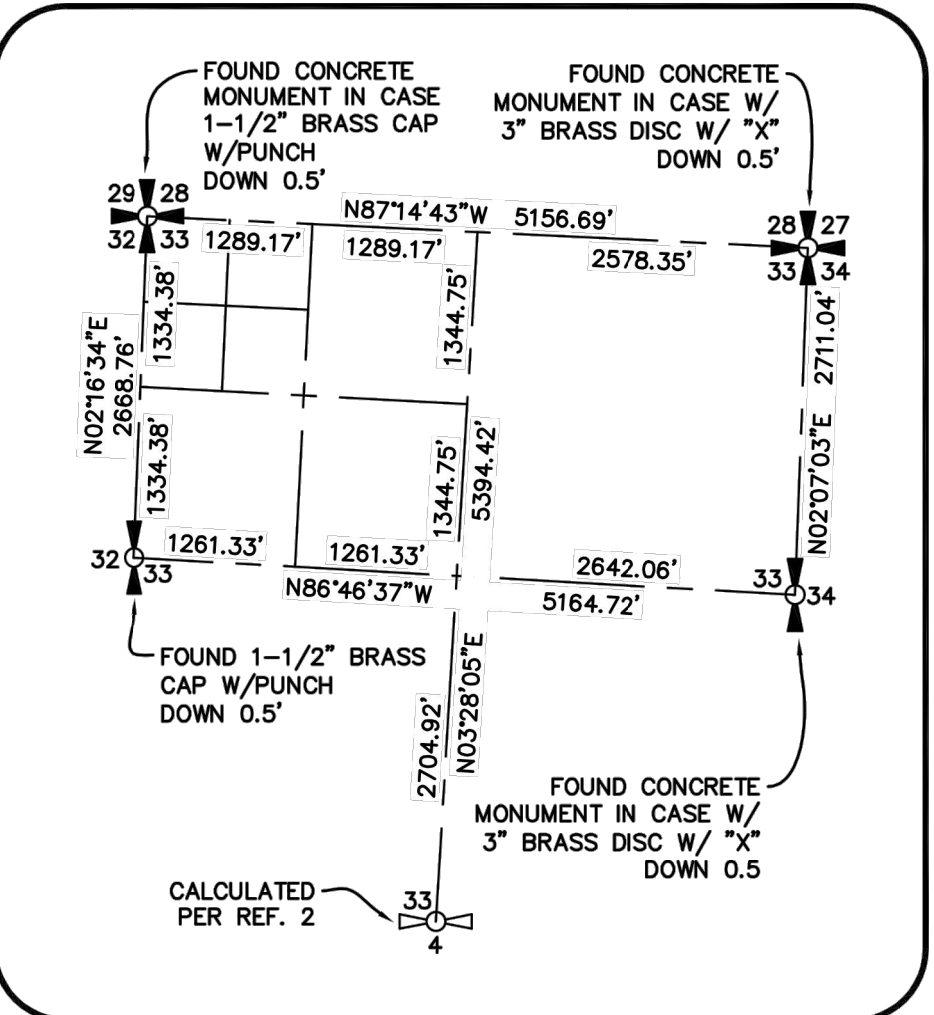 FOUND CONCRETE
MONUMENT IN CASE
1-1/2" BRASS CAP
W/PUNCH
DOWN 0.5'
FOUND CONCRETE
MONUMENT IN CASE W/
3" BRASS DISC W/ "X"
DOWN 0.5'
29 28
32 33
N87°14'43"W 5156.69'
1289.17'
1289.17'
2578.35'
28 27
33 34
1334.38'
N02°16'34"E
2668.76'
1334.38'
1344.75'
1344.75'
5394.42'
2711.04'
N02°07'03"E
32
33
1261.33'
1261.33'
N86°46'37"W
2642.06'
5164.72'
33
34
FOUND 1-1/2" BRASS
CAP W/PUNCH
DOWN 0.5'
2704.92'
N03°28'05"E
FOUND CONCRETE
MONUMENT IN CASE W/
3" BRASS DISC W/ "X"
DOWN 0.5
CALCULATED
PER REF. 2
33
4